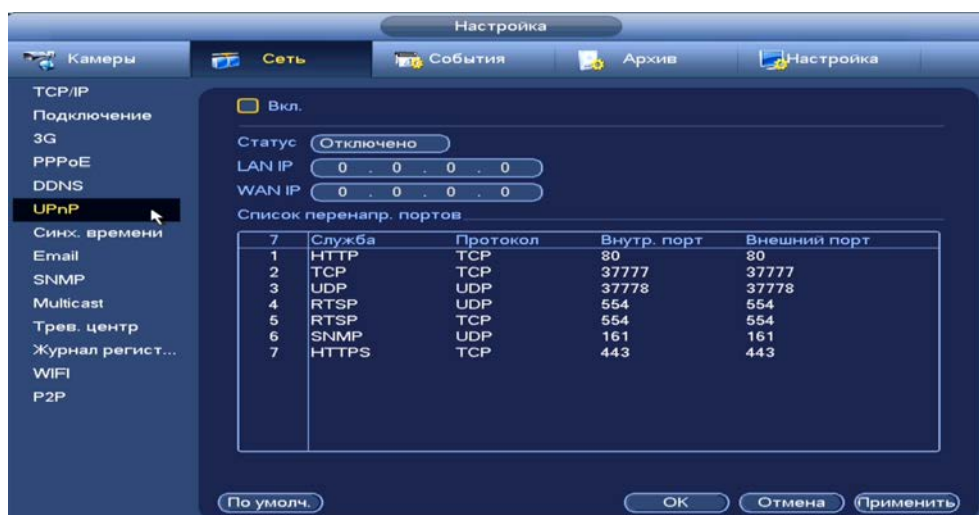 Настройка
Камеры Сеть События Архив Настройка
TCP/IP
Подключение
3G
PPPoE
DDNS
UPnP
Синх. времени
Email
SNMP
Multicast
Трев. центр
Журнал регист...
WIFI
P2P
Вкл.
Статус Отключено
LAN IP 0 . 0 . 0 . 0
WAN IP 0 . 0 . 0 . 0
Список перенапр. портов
7 Служба Протокол Внутр. порт Внешний порт
1 HTTP TCP 80 80
2 TCP TCP 37777 37777
3 UDP UDP 37778 37778
4 RTSP UDP 554 554
5 RTSP TCP 554 554
6 SNMP UDP 161 161
7 HTTPS TCP 443 443
По умолч. OK Отмена Применить